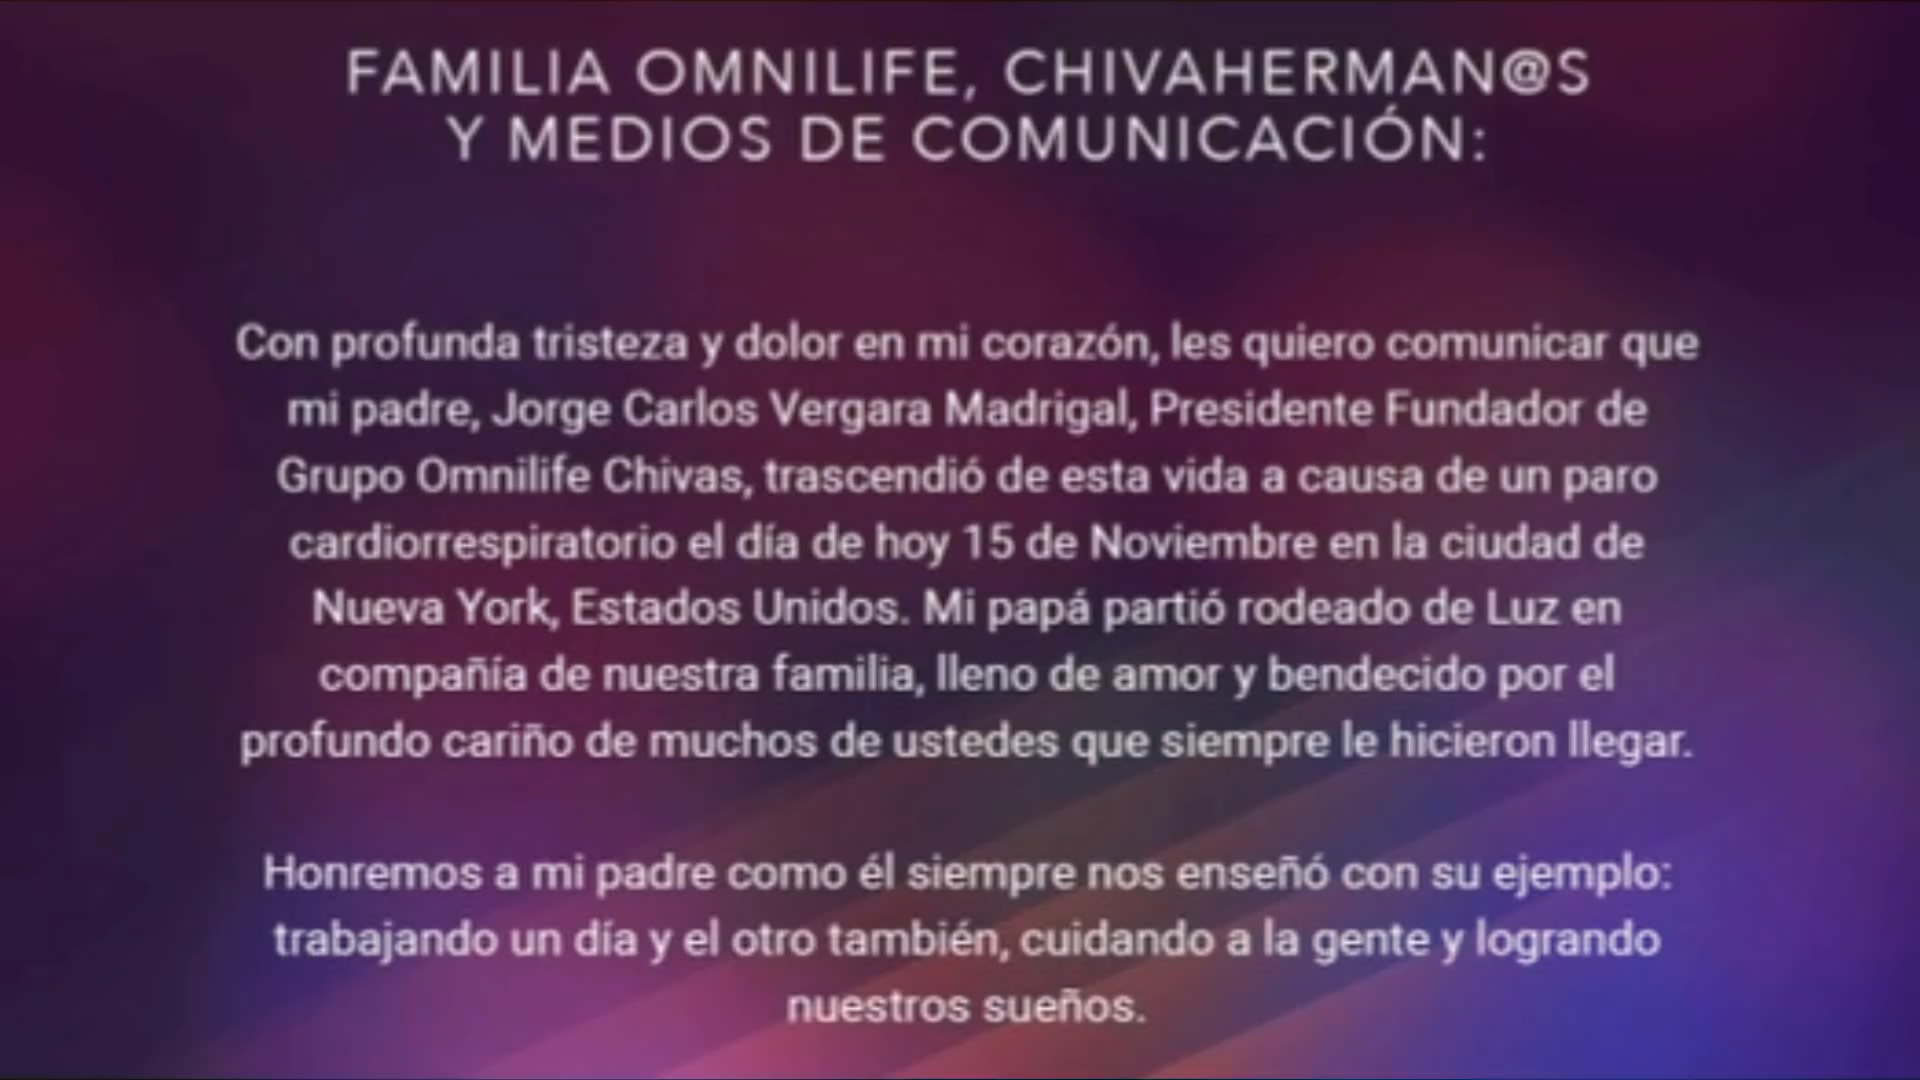 FAMILIA OMNILIFE, CHIVAHERMAN@S
Y MEDIOS DE COMUNICACIÓN:
Con profunda tristeza y dolor en mi corazón, les quiero comunicar que
mi padre, Jorge Carlos Vergara Madrigal, Presidente Fundador de
Grupo Omnilife Chivas, trascendió de esta vida a causa de un paro
cardiorrespiratorio el día de hoy 15 de Noviembre en la ciudad de
Nueva York, Estados Unidos. Mi papá partió rodeado de Luz en
compañía de nuestra familia, lleno de amor y bendecido por el
profundo cariño de muchos de ustedes que siempre le hicieron llegar.
Honremos a mi padre como él siempre nos enseñó con su ejemplo:
trabajando un día y el otro también, cuidando a la gente y logrando
nuestros sueños.